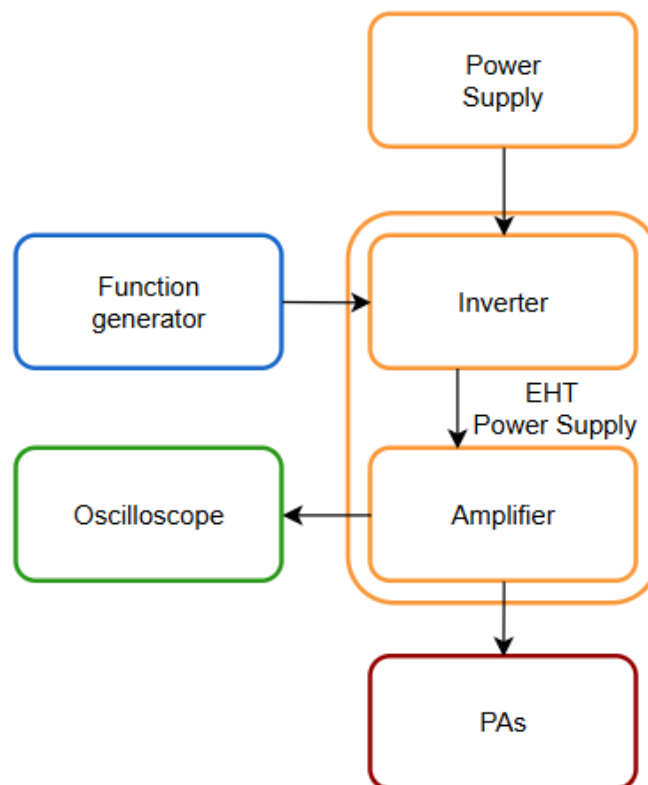 Power
Supply
Function
generator
Inverter
EHT
Power Supply
Oscilloscope
Amplifier
PAs